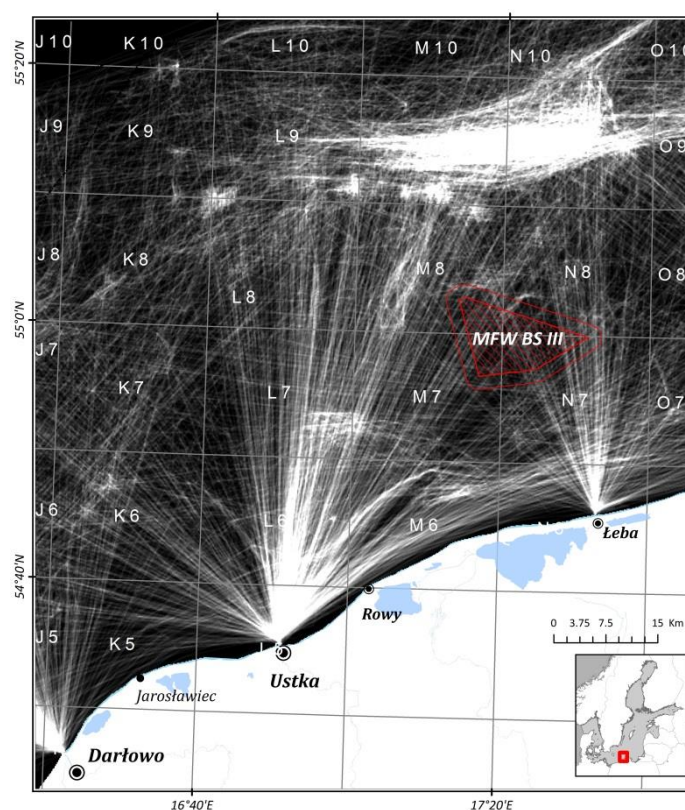 J10 K10 L10 M10 N10 O10
55°20'N
J9 K9 L9 O9
J8 K8 L8 M8 N8 O8
55°0'N
MFW BS III
J7 K7 L7 M7 N7 O7
J6 K6 L6 M6
Łeba
54°40'N
Rowy
0 3.75 7.5 15 Km
J5 K5
Ustka
Jarosławiec
Darłowo
16°40'E 17°20'E